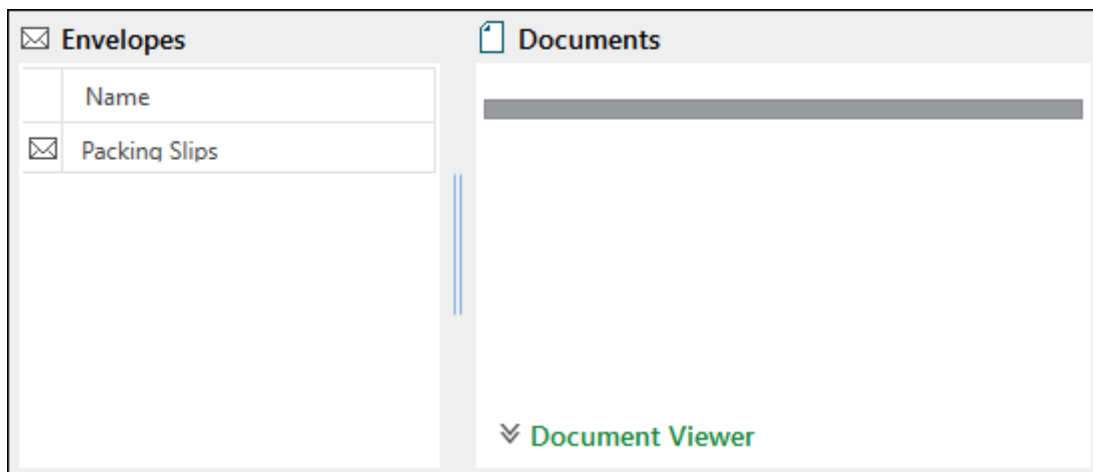 Envelopes
Name
Packing Slips
Documents
Document Viewer